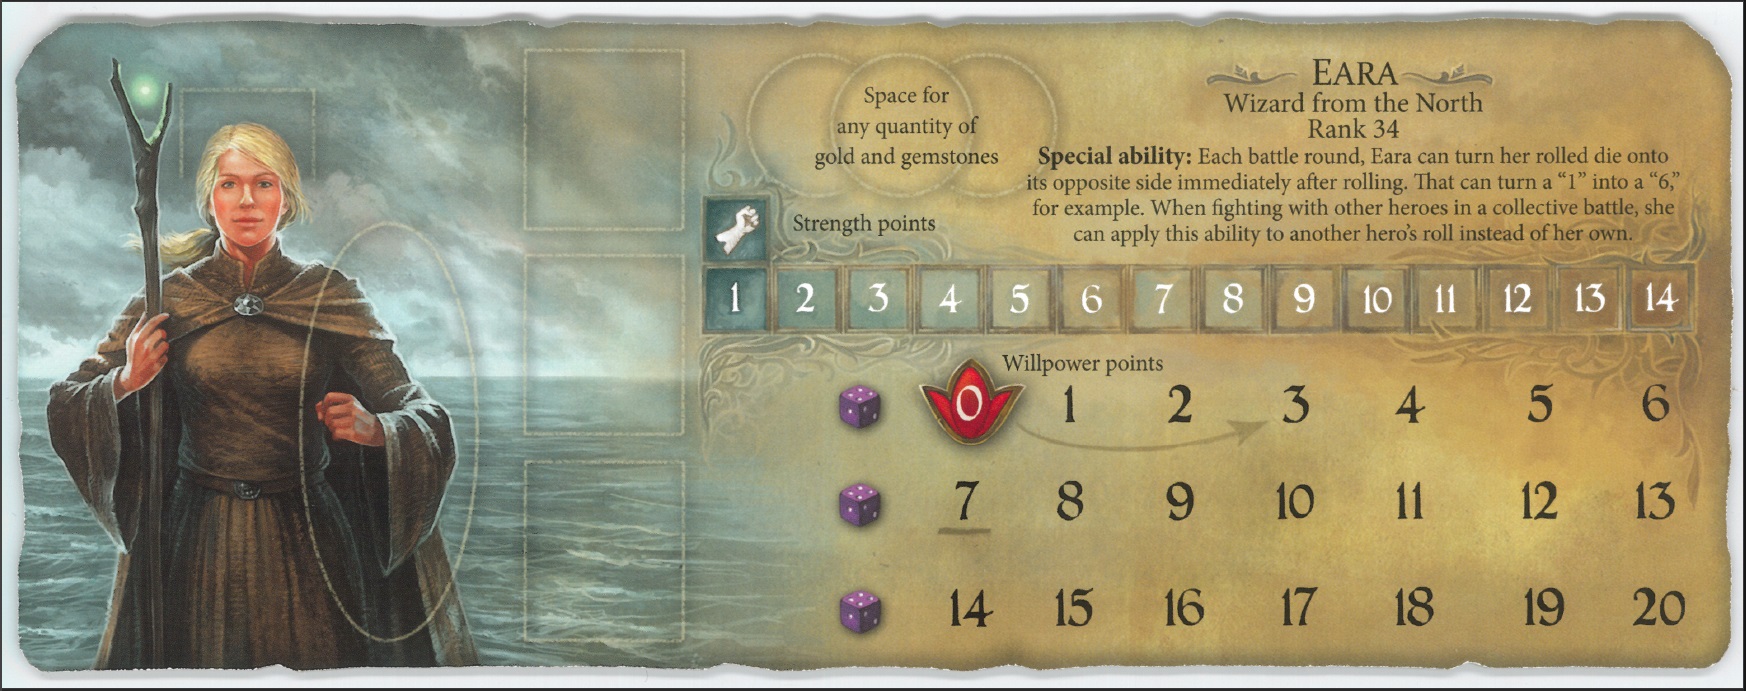 EARA
Wizard from the North
Rank 34
Special ability: Each battle round, Eara can turn her rolled die onto
its opposite side immediately after rolling. That can turn a “1” into a “6,”
for example. When fighting with other heroes in a collective battle, she
can apply this ability to another hero’s roll instead of her own.
Space for
any quantity of
gold and gemstones
Strength points
1 2 3 4 5 6 7 8 9 10 11 12 13 14
Willpower points
0 1 2 3 4 5 6
7 8 9 10 11 12 13
14 15 16 17 18 19 20